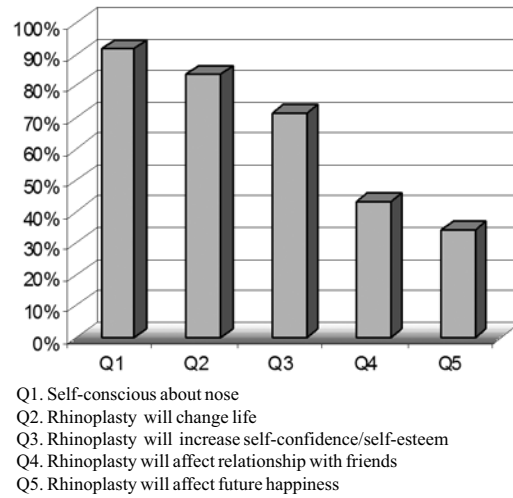 100%
90%
80%
70%
60%
50%
40%
30%
20%
10%
0%
Q1 Q2 Q3 Q4 Q5
Q1. Self-conscious about nose
Q2. Rhinoplasty will change life
Q3. Rhinoplasty will increase self-confidence/self-esteem
Q4. Rhinoplasty will affect relationship with friends
Q5. Rhinoplasty will affect future happiness